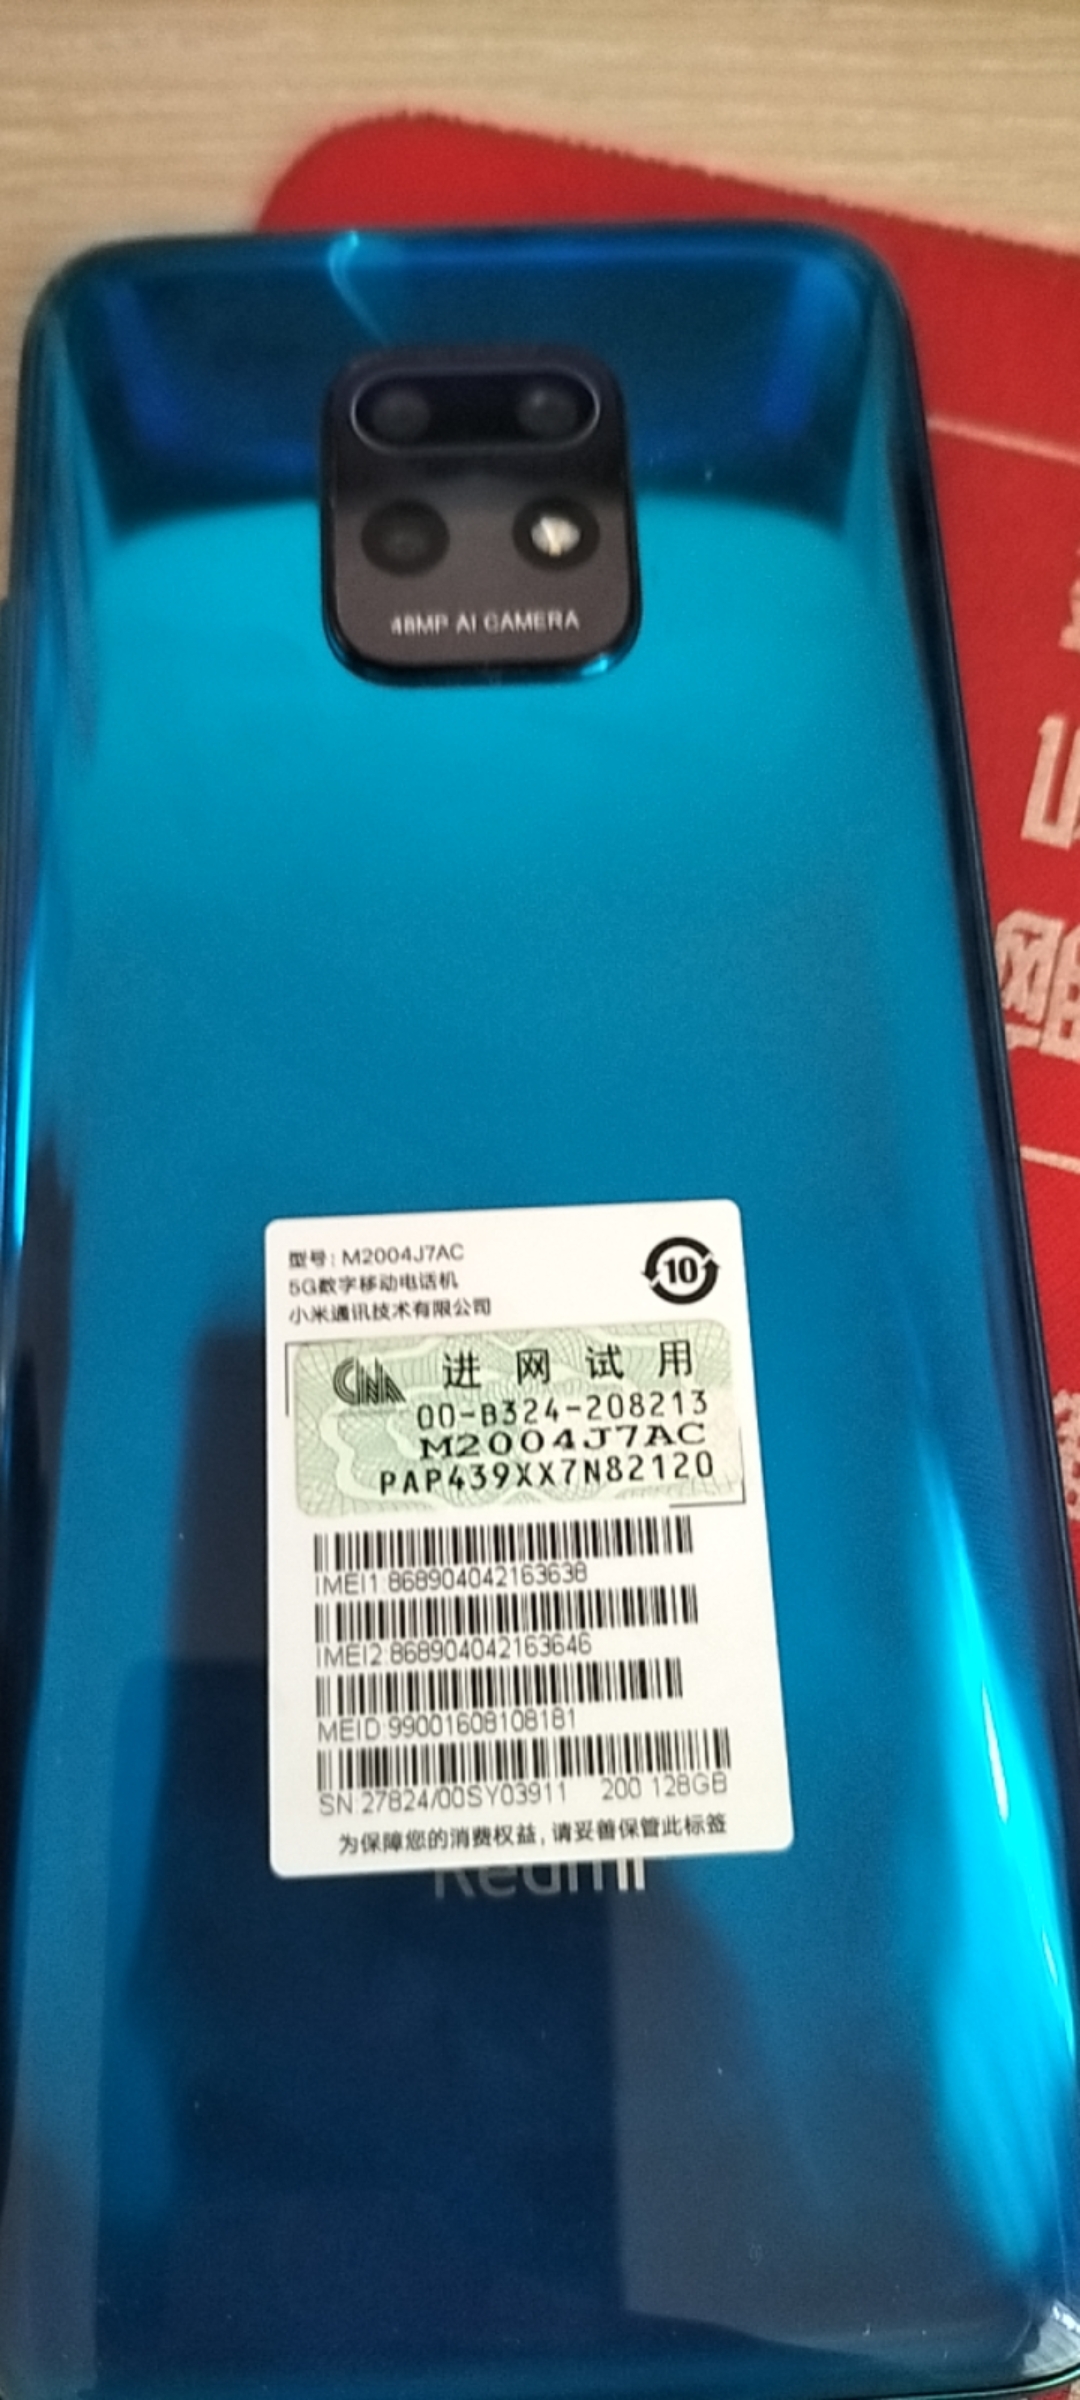 48MP AI CAMERA
型号: M2004J7AC
5G数字移动电话机
小米通讯技术有限公司
10
进网试用
00-B324-208213
M2004J7AC
PAP439XX7N82120
IMEI1:868904042163638
IMEI2:868904042163646
MEID:99001608108181
SN:27824/00SY03911 200 128GB
为保障您的消费权益, 请妥善保管此标签
Redmi